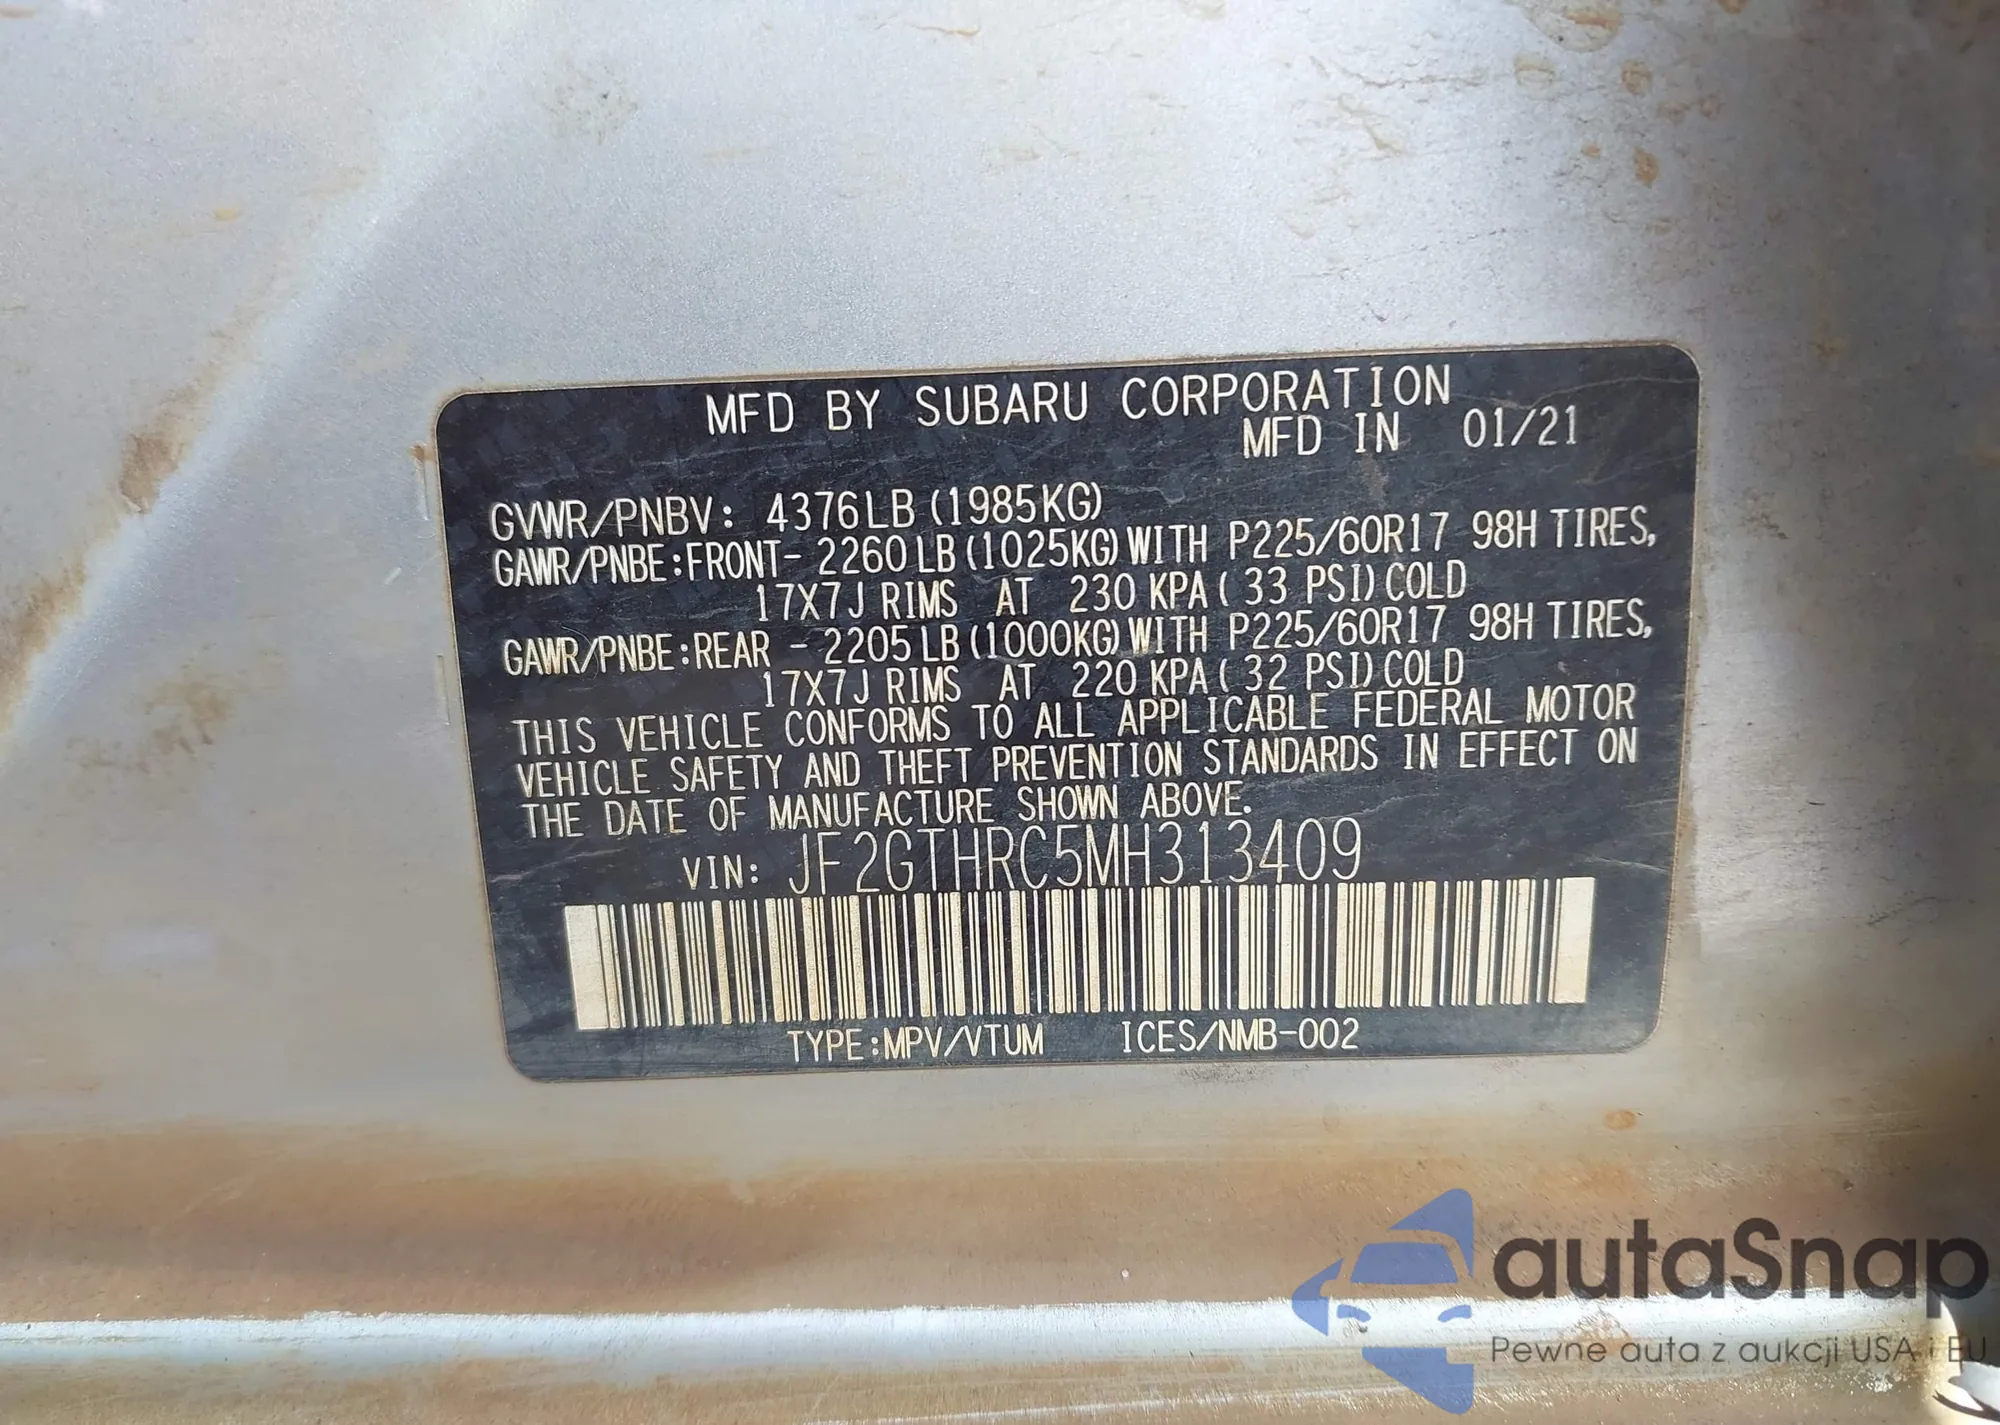 MFD BY SUBARU CORPORATION
MFD IN 01/21
GVWR/PNBV: 4376LB (1985KG)
GAWR/PNBE:FRONT- 2260 LB (1025KG) WITH P225/60R17 98H TIRES,
17X7J RIMS AT 230 KPA ( 33 PSI) COLD
GAWR/PNBE:REAR - 2205 LB (1000KG) WITH P225/60R17 98H TIRES,
17X7J RIMS AT 220 KPA ( 32 PSI) COLD
THIS VEHICLE CONFORMS TO ALL APPLICABLE FEDERAL MOTOR
VEHICLE SAFETY AND THEFT PREVENTION STANDARDS IN EFFECT ON
THE DATE OF MANUFACTURE SHOWN ABOVE.
VIN: JF2GTHRC5MH313409
TYPE:MPV/VTUM ICES/NMB-002
autaSnap
Pewne auta z aukcji USA i EU